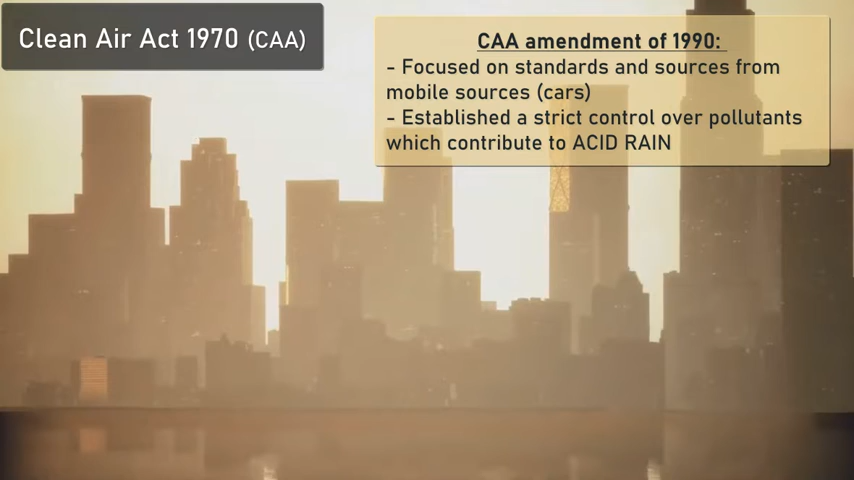 Clean Air Act 1970 (CAA)
CAA amendment of 1990:
- Focused on standards and sources from
mobile sources (cars)
- Established a strict control over pollutants
which contribute to ACID RAIN